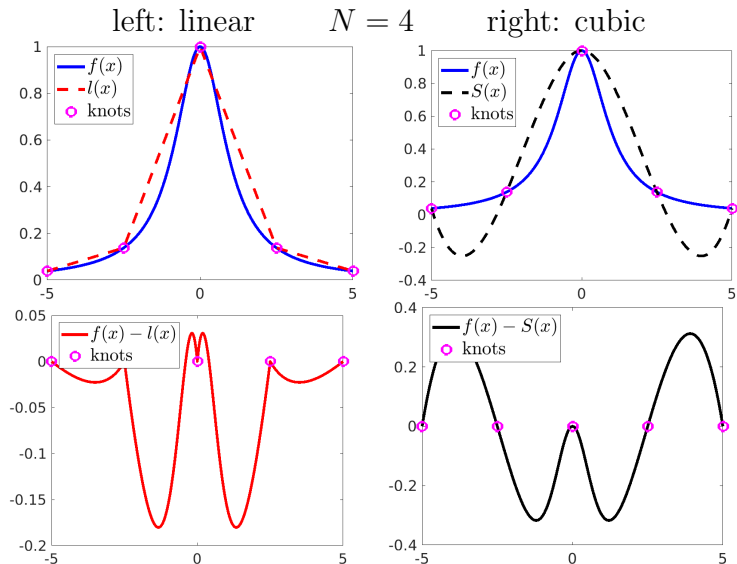 left: linear N = 4 right: cubic
f(x)
l(x)
knots
1
0.8
0.6
0.4
0.2
0
-5 0 5
f(x)
S(x)
knots
1
0.8
0.6
0.4
0.2
0
-0.2
-0.4
-5 0 5
f(x) − l(x)
knots
0.05
0
-0.05
-0.1
-0.15
-0.2
-5 0 5
f(x) − S(x)
knots
0.4
0.2
0
-0.2
-0.4
-5 0 5